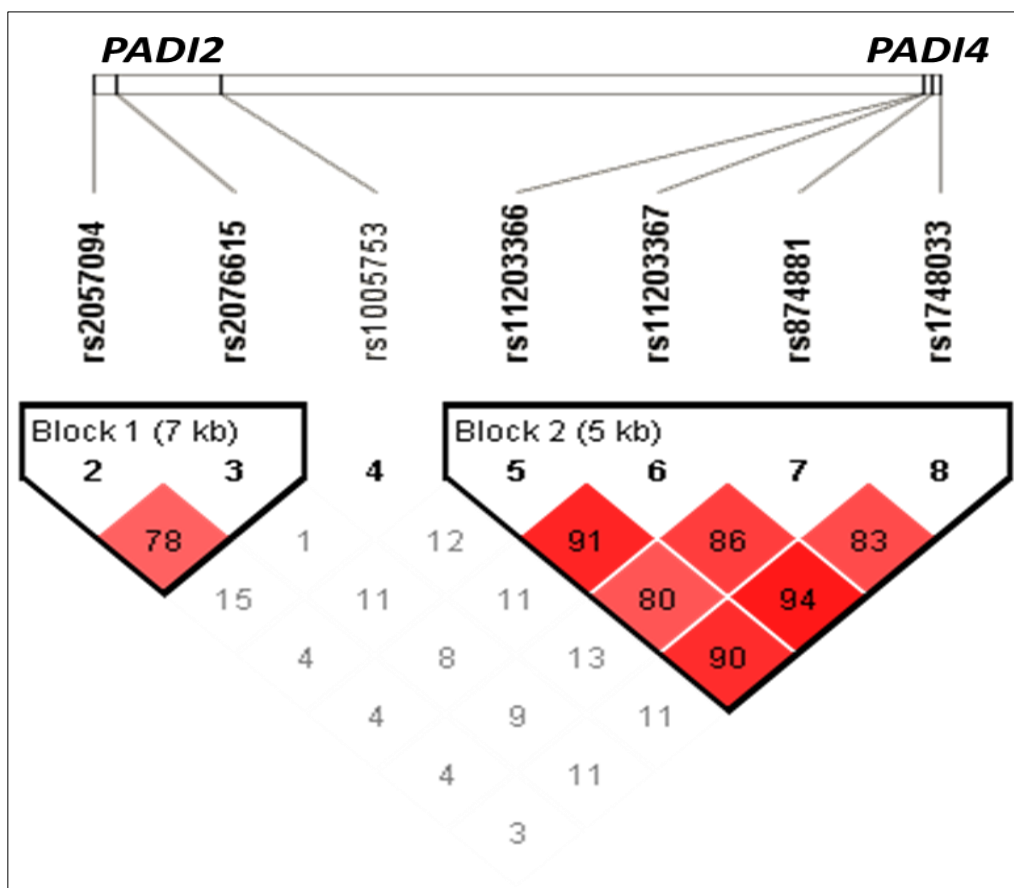 PADI2 PADI4
rs2057094 rs2076615 rs1005753 rs11203366 rs11203367 rs874881 rs1748033
Block 1 (7 kb) Block 2 (5 kb)
2 3 4 5 6 7 8
78 1 12 91 86 83
15 11 11 80 94
4 8 13 90
4 9 11
4 11
3